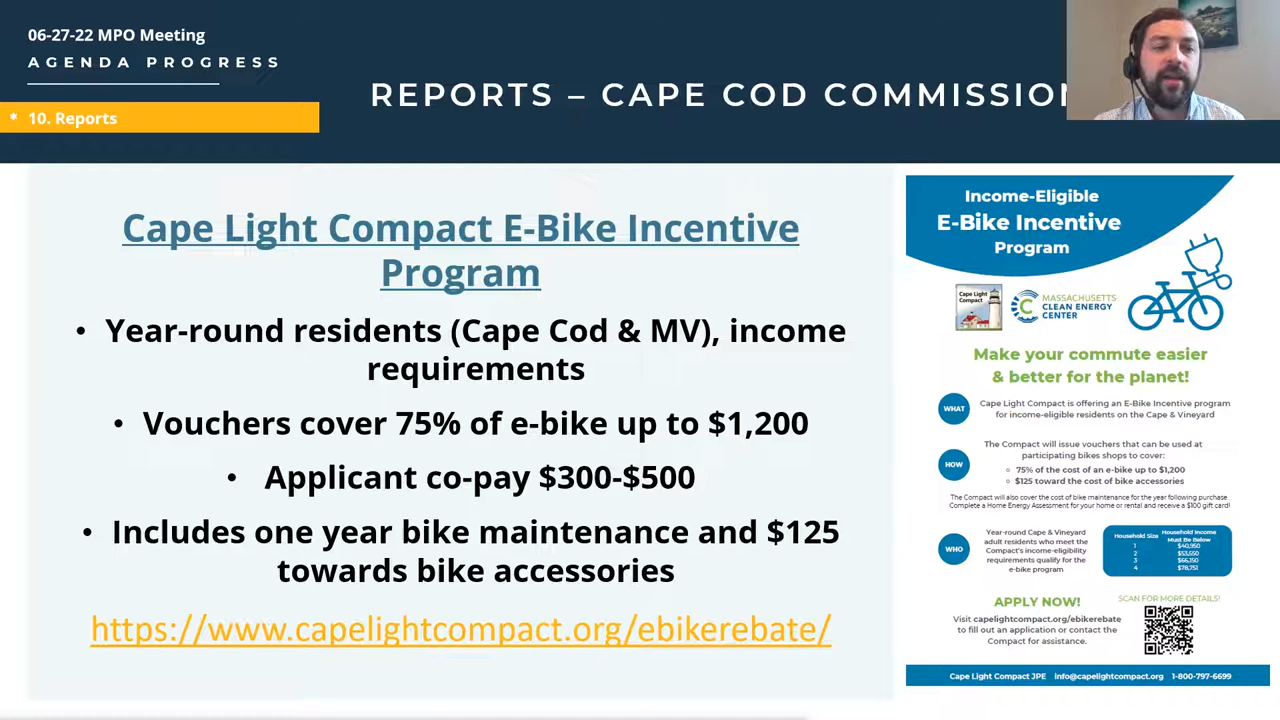 06-27-22 MPO Meeting
AGENDA PROGRESS
* 10. Reports
REPORTS – CAPE COD COMMISSION
Cape Light Compact E-Bike Incentive
Program
• Year-round residents (Cape Cod & MV), income
requirements
• Vouchers cover 75% of e-bike up to $1,200
• Applicant co-pay $300-$500
• Includes one year bike maintenance and $125
towards bike accessories
https://www.capelightcompact.org/ebikerebate/
Income-Eligible
E-Bike Incentive
Program
Cape Light
Compact
MASSACHUSETTS
CLEAN ENERGY
CENTER
Make your commute easier
& better for the planet!
WHAT
Cape Light Compact is offering an E-Bike Incentive program
for income-eligible residents on the Cape & Vineyard
HOW
The Compact will issue vouchers that can be used at
participating bikes shops to cover:
75% of the cost of an e-bike up to $1,200
$125 toward the cost of bike accessories
The Compact will also cover the cost of bike maintenance for the year following purchase.
Complete a Home Energy Assessment for your home or rental and receive a $100 gift card!
WHO
Year-round Cape & Vineyard
adult residents who meet the
Compact's income-eligibility
requirements qualify for the
e-bike program
Household Size
Household Income
Must Be Below
1 $40,950
2 $53,550
3 $66,150
4 $78,751
APPLY NOW!
Visit capelightcompact.org/ebikerebate
to fill out an application or contact the
Compact for assistance.
SCAN FOR MORE DETAILS!
Cape Light Compact JPE info@capelightcompact.org 1-800-797-6699